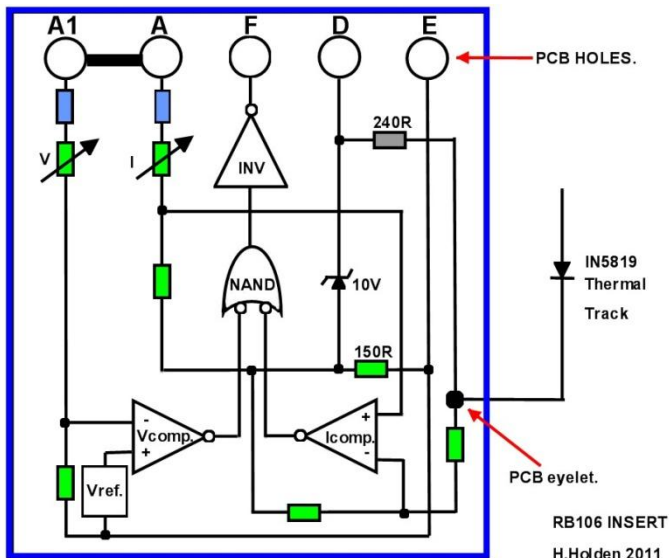 A1 A F D E
PCB HOLES.
240R
V
I
INV
IN5819
Thermal
Track
NAND
10V
150R
-
Vcomp.
+
+
Icomp.
-
Vref.
PCB eyelet.
RB106 INSERT
H.Holden 2011